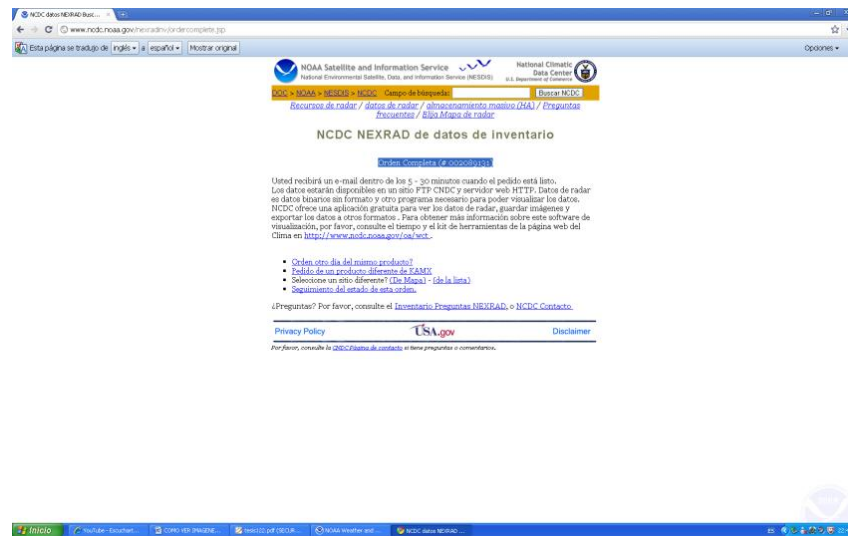 NCDC datos NEXRAD Busc...
www.ncdc.noaa.gov/nexradinv/ordercomplete.jsp
Esta página se tradujo de inglés a español Mostrar original Opciones
NOAA Satellite and Information Service
National Environmental Satellite, Data, and Information Service (NESDIS)
National Climatic
Data Center
U.S. Department of Commerce
DOC > NOAA > NESDIS > NCDC Campo de búsqueda: Buscar NCDC
Recursos de radar / datos de radar / almacenamiento masivo (HA) / Preguntas
frecuentes / Elija Mapa de radar
NCDC NEXRAD de datos de inventario
Orden Completa (# 002089131)
Usted recibirá un e-mail dentro de los 5 - 30 minutos cuando el pedido está listo.
Los datos estarán disponibles en un sitio FTP CNDC y servidor web HTTP. Datos de radar
es datos binarios sin formato y otro programa necesario para poder visualizar los datos.
NCDC ofrece una aplicación gratuita para ver los datos de radar, guardar imágenes y
exportar los datos a otros formatos . Para obtener más información sobre este software de
visualización, por favor, consulte el tiempo y el kit de herramientas de la página web del
Clima en http://www.ncdc.noaa.gov/oa/wct .
Orden otro día del mismo producto?
Pedido de un producto diferente de KAMX
Seleccione un sitio diferente? (De Mapa) - (de la lista)
Seguimiento del estado de esta orden.
¿Preguntas? Por favor, consulte el Inventario Preguntas NEXRAD, o NCDC Contacto
Privacy Policy USA.gov Disclaimer
Por favor, consulte la CNDC Página de contacto si tiene preguntas o comentarios.
Inicio YouTube - Escuchart... COMO VER IMAGENE... tesis122.pdf (SECUR... NOAA Weather and ... NCDC datos NEXRAD ... ES